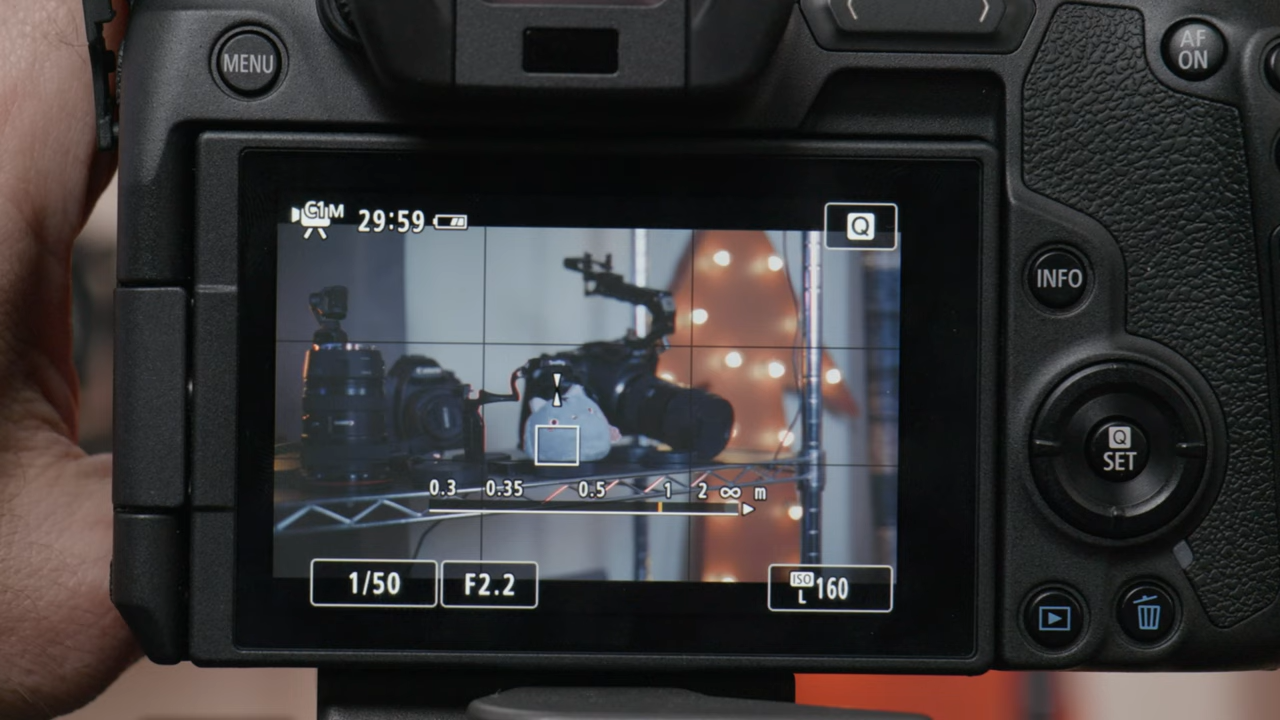 MENU
AF
ON
C1M
29:59
Q
INFO
0.3 0.35 0.5 1 2 ∞ m
Q
SET
1/50
F2.2
ISO
L
160